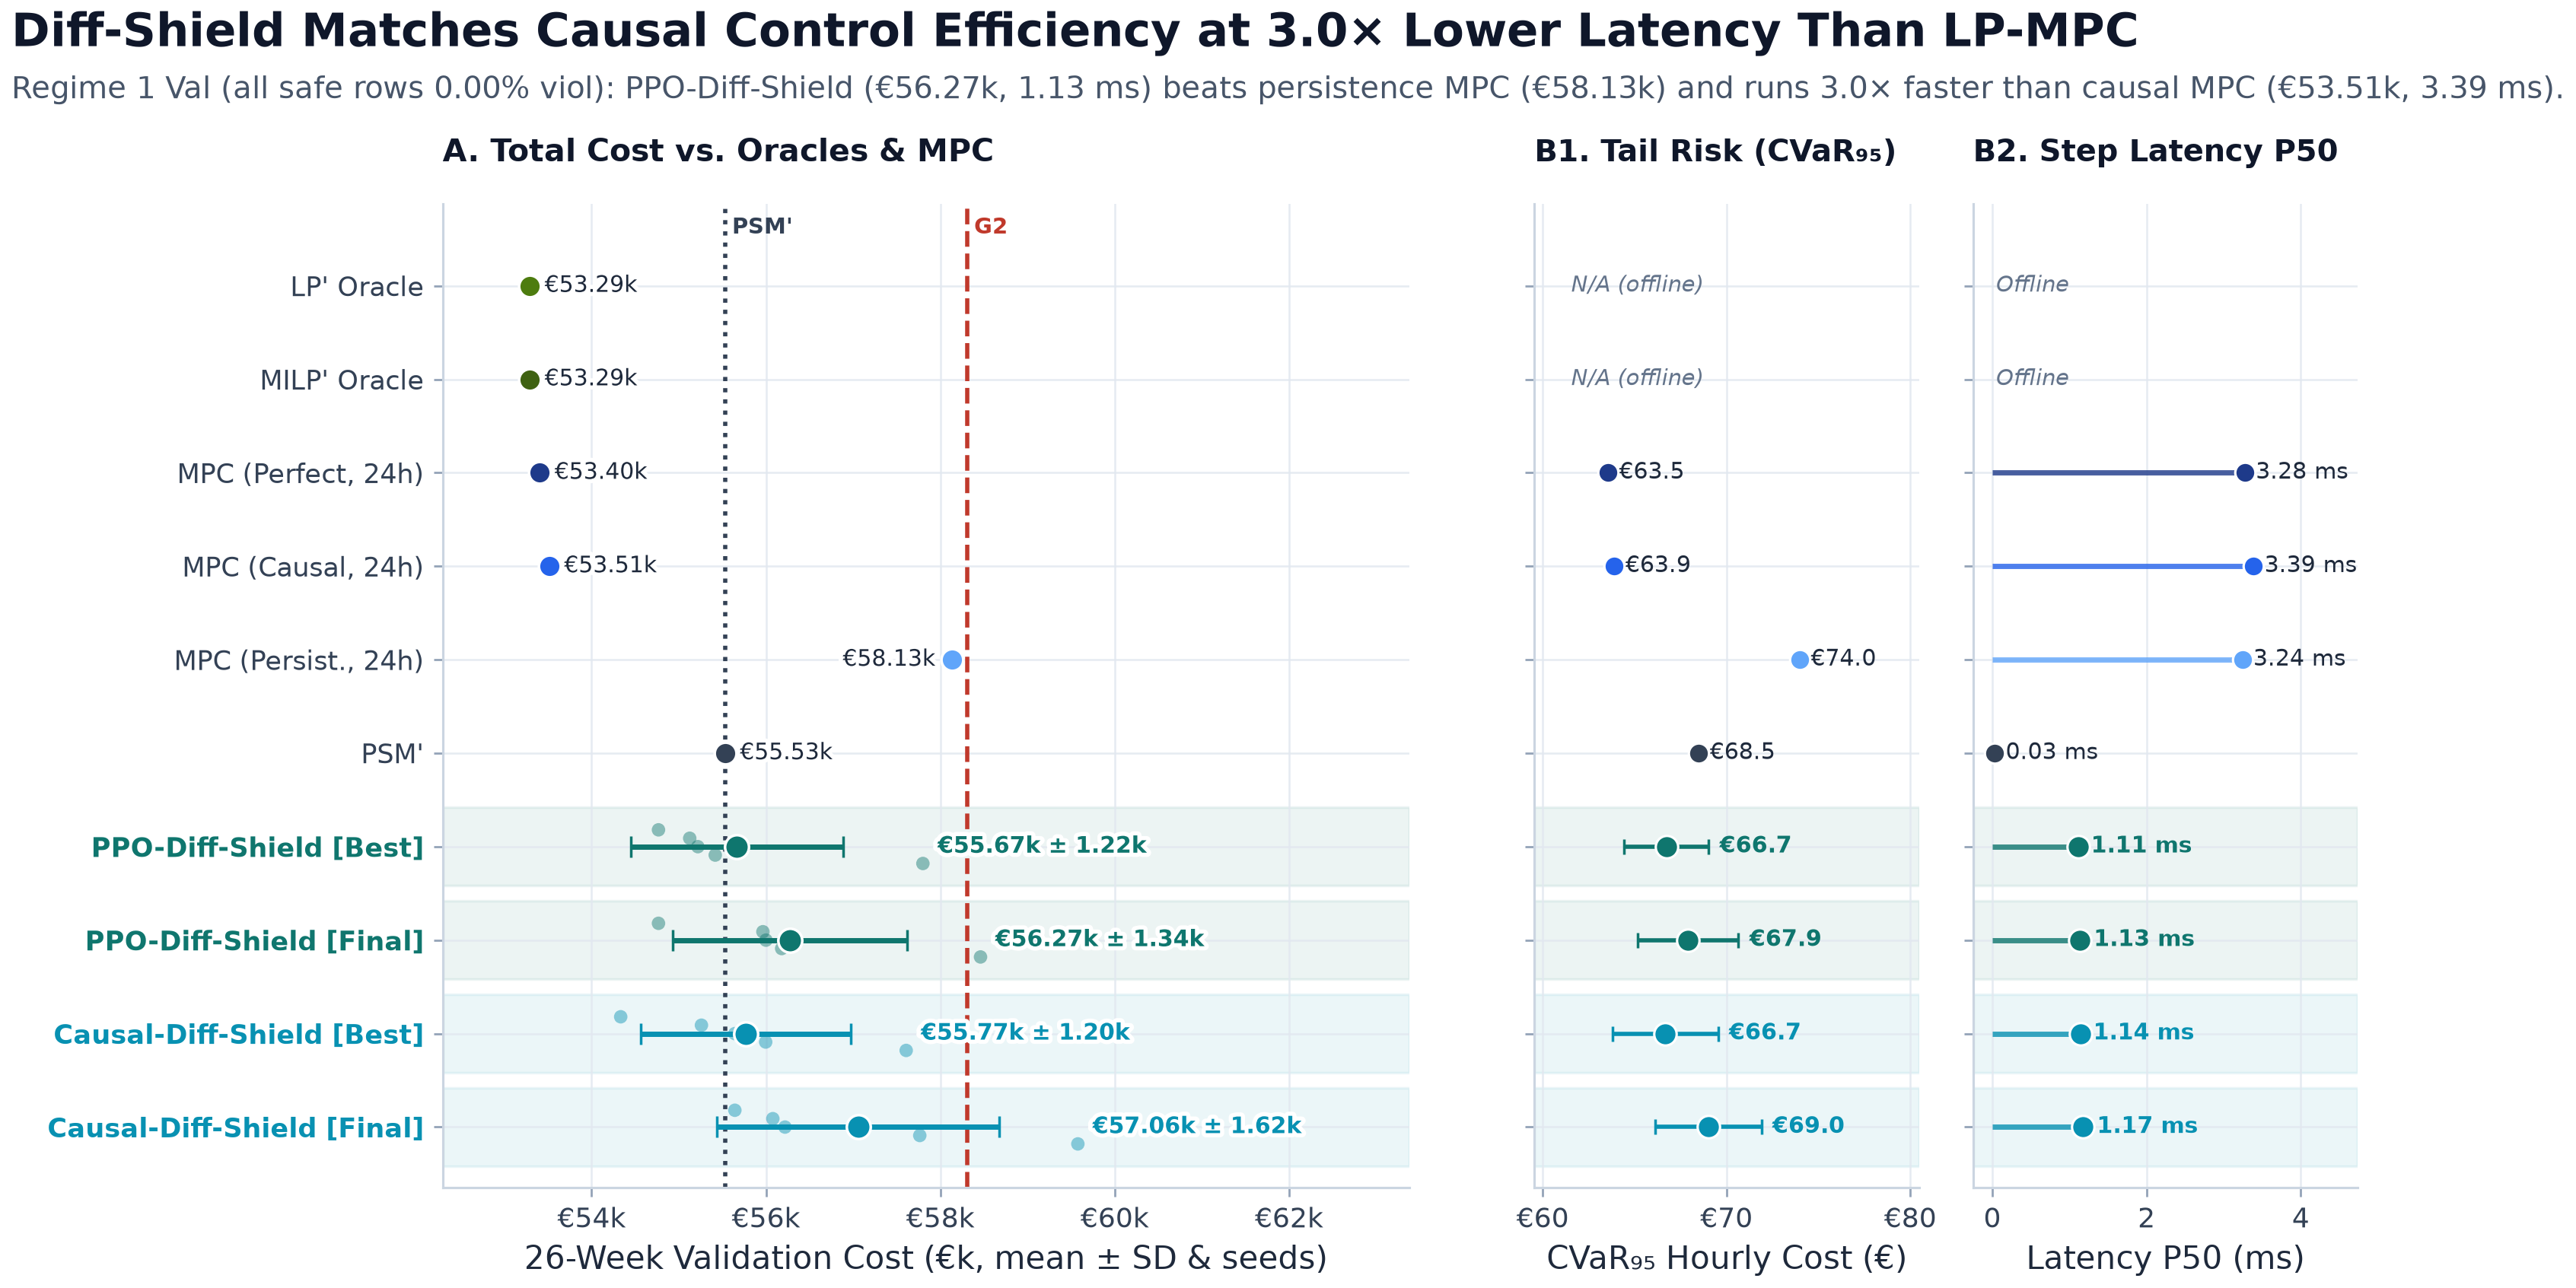 Diff-Shield Matches Causal Control Efficiency at 3.0× Lower Latency Than LP-MPC
Regime 1 Val (all safe rows 0.00% viol): PPO-Diff-Shield (€56.27k, 1.13 ms) beats persistence MPC (€58.13k) and runs 3.0× faster than causal MPC (€53.51k, 3.39 ms).
A. Total Cost vs. Oracles & MPC
B1. Tail Risk (CVaR₉₅)
B2. Step Latency P50
PSM'
G2
LP' Oracle
€53.29k
N/A (offline)
Offline
MILP' Oracle
€53.29k
N/A (offline)
Offline
MPC (Perfect, 24h)
€53.40k
€63.5
3.28 ms
MPC (Causal, 24h)
€53.51k
€63.9
3.39 ms
MPC (Persist., 24h)
€58.13k
€74.0
3.24 ms
PSM'
€55.53k
€68.5
0.03 ms
PPO-Diff-Shield [Best]
€55.67k ± 1.22k
€66.7
1.11 ms
PPO-Diff-Shield [Final]
€56.27k ± 1.34k
€67.9
1.13 ms
Causal-Diff-Shield [Best]
€55.77k ± 1.20k
€66.7
1.14 ms
Causal-Diff-Shield [Final]
€57.06k ± 1.62k
€69.0
1.17 ms
€54k €56k €58k €60k €62k
€60 €70 €80
0 2 4
26-Week Validation Cost (€k, mean ± SD & seeds)
CVaR₉₅ Hourly Cost (€)
Latency P50 (ms)